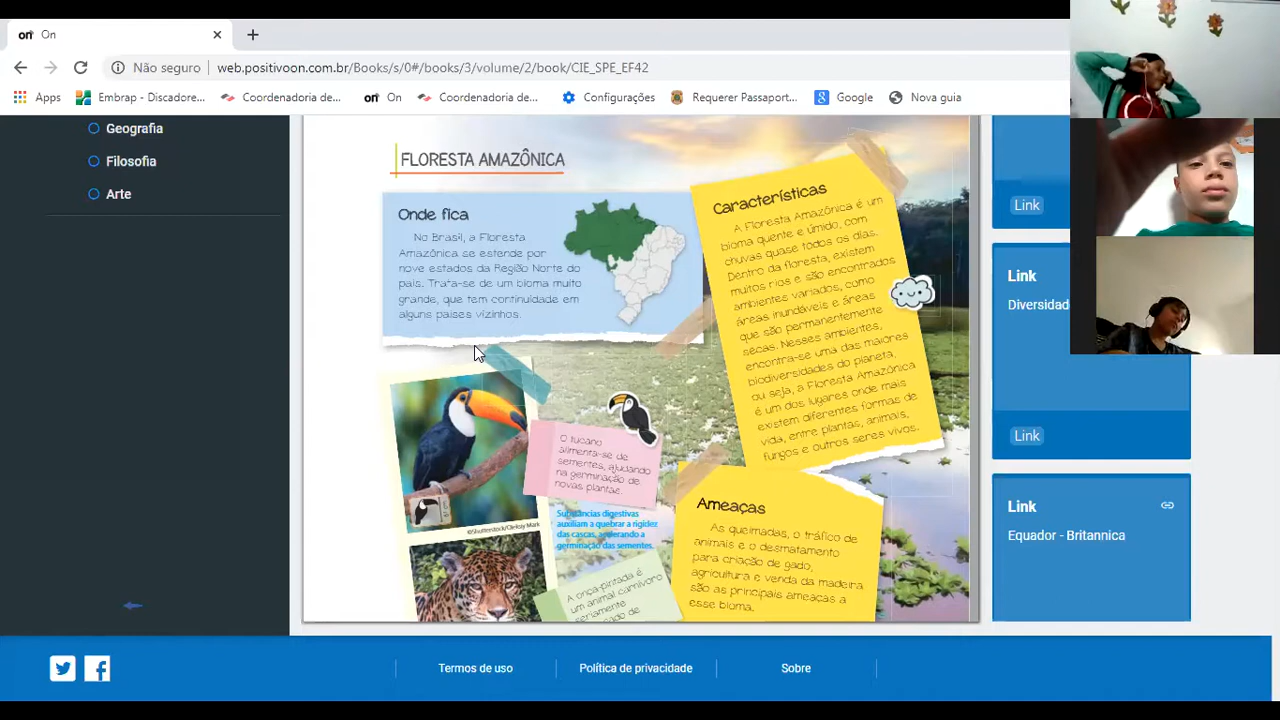 on On
Não seguro web.positivoon.com.br/Books/s/0#/books/3/volume/2/book/CIE_SPE_EF42
Apps Embrap - Discadore... Coordenadoria de... on On Coordenadoria de... Configurações Requerer Passaport... Google Nova guia
Geografia
Filosofia
Arte
FLORESTA AMAZÔNICA
Onde fica
No Brasil, a Floresta
Amazônica se estende por
nove estados da Região Norte do
país. Trata-se de um bioma muito
grande, que tem continuidade em
alguns países vizinhos.
Características
A Floresta Amazônica é um
bioma quente e úmido, com
chuvas quase todos os dias.
Dentro da floresta, existem
muitos rios e são encontrados
ambientes variados, como
áreas inundáveis e áreas
que são permanentemente
secas. Nesses ambientes,
encontra-se uma das maiores
biodiversidades do planeta,
ou seja, a Floresta Amazônica
é um dos lugares onde mais
existem diferentes formas de
vida, entre plantas, animais,
fungos e outros seres vivos.
O tucano
alimenta-se de
sementes, ajudando
na germinação de
novas plantas.
Substâncias digestivas
auxiliam a quebrar a rigidez
das cascas, acelerando a
germinação das sementes.
©Shutterstock/Oleksiy Mark
A onça-pintada é
um animal carnívoro
seriamente
Ameaças
As queimadas, o tráfico de
animais e o desmatamento
para criação de gado,
agricultura e venda da madeira
são as principais ameaças a
esse bioma.
Link
Link
Diversidad
Link
Link
Equador - Britannica
Termos de uso Política de privacidade Sobre